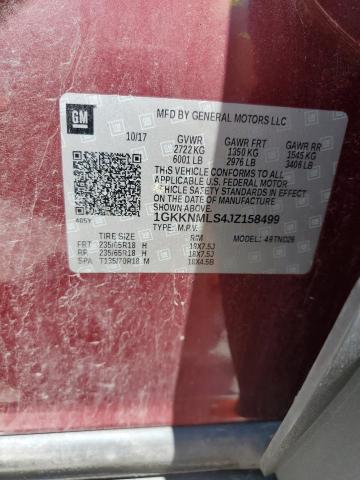 GM
MFD BY GENERAL MOTORS LLC
10/17 GVWR GAWR FRT GAWR RR
2722 KG 1350 KG 1545 KG
6001 LB 2976 LB 3406 LB
THIS VEHICLE CONFORMS TO ALL
APPLICABLE U.S. FEDERAL MOTOR
VEHICLE SAFETY STANDARDS IN EFFECT
ON THE DATE OF MANUFACTURE
SHOWN ABOVE.
1GKKNMLS4JZ158499
TYPE: M.P.V. MODEL: 4STN026
TIRE SIZE RIM
FRT 235/65R18 H 18X7.5J
RR 235/65R18 H 18X7.5J
SPA T135/70R18 M 18X4.5B